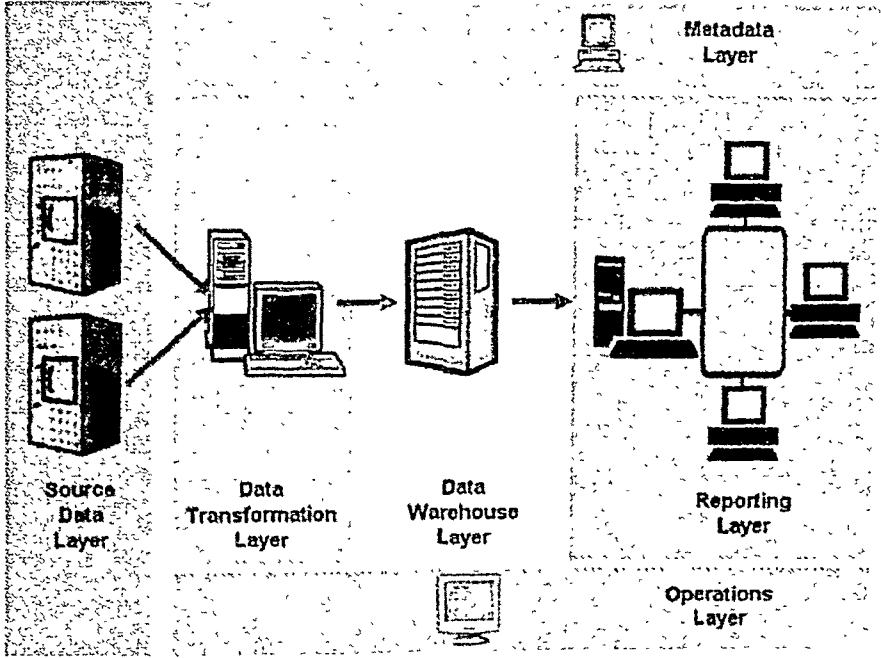 Metadata
Layer
Source
Data
Layer
Data
Transformation
Layer
Data
Warehouse
Layer
Reporting
Layer
Operations
Layer